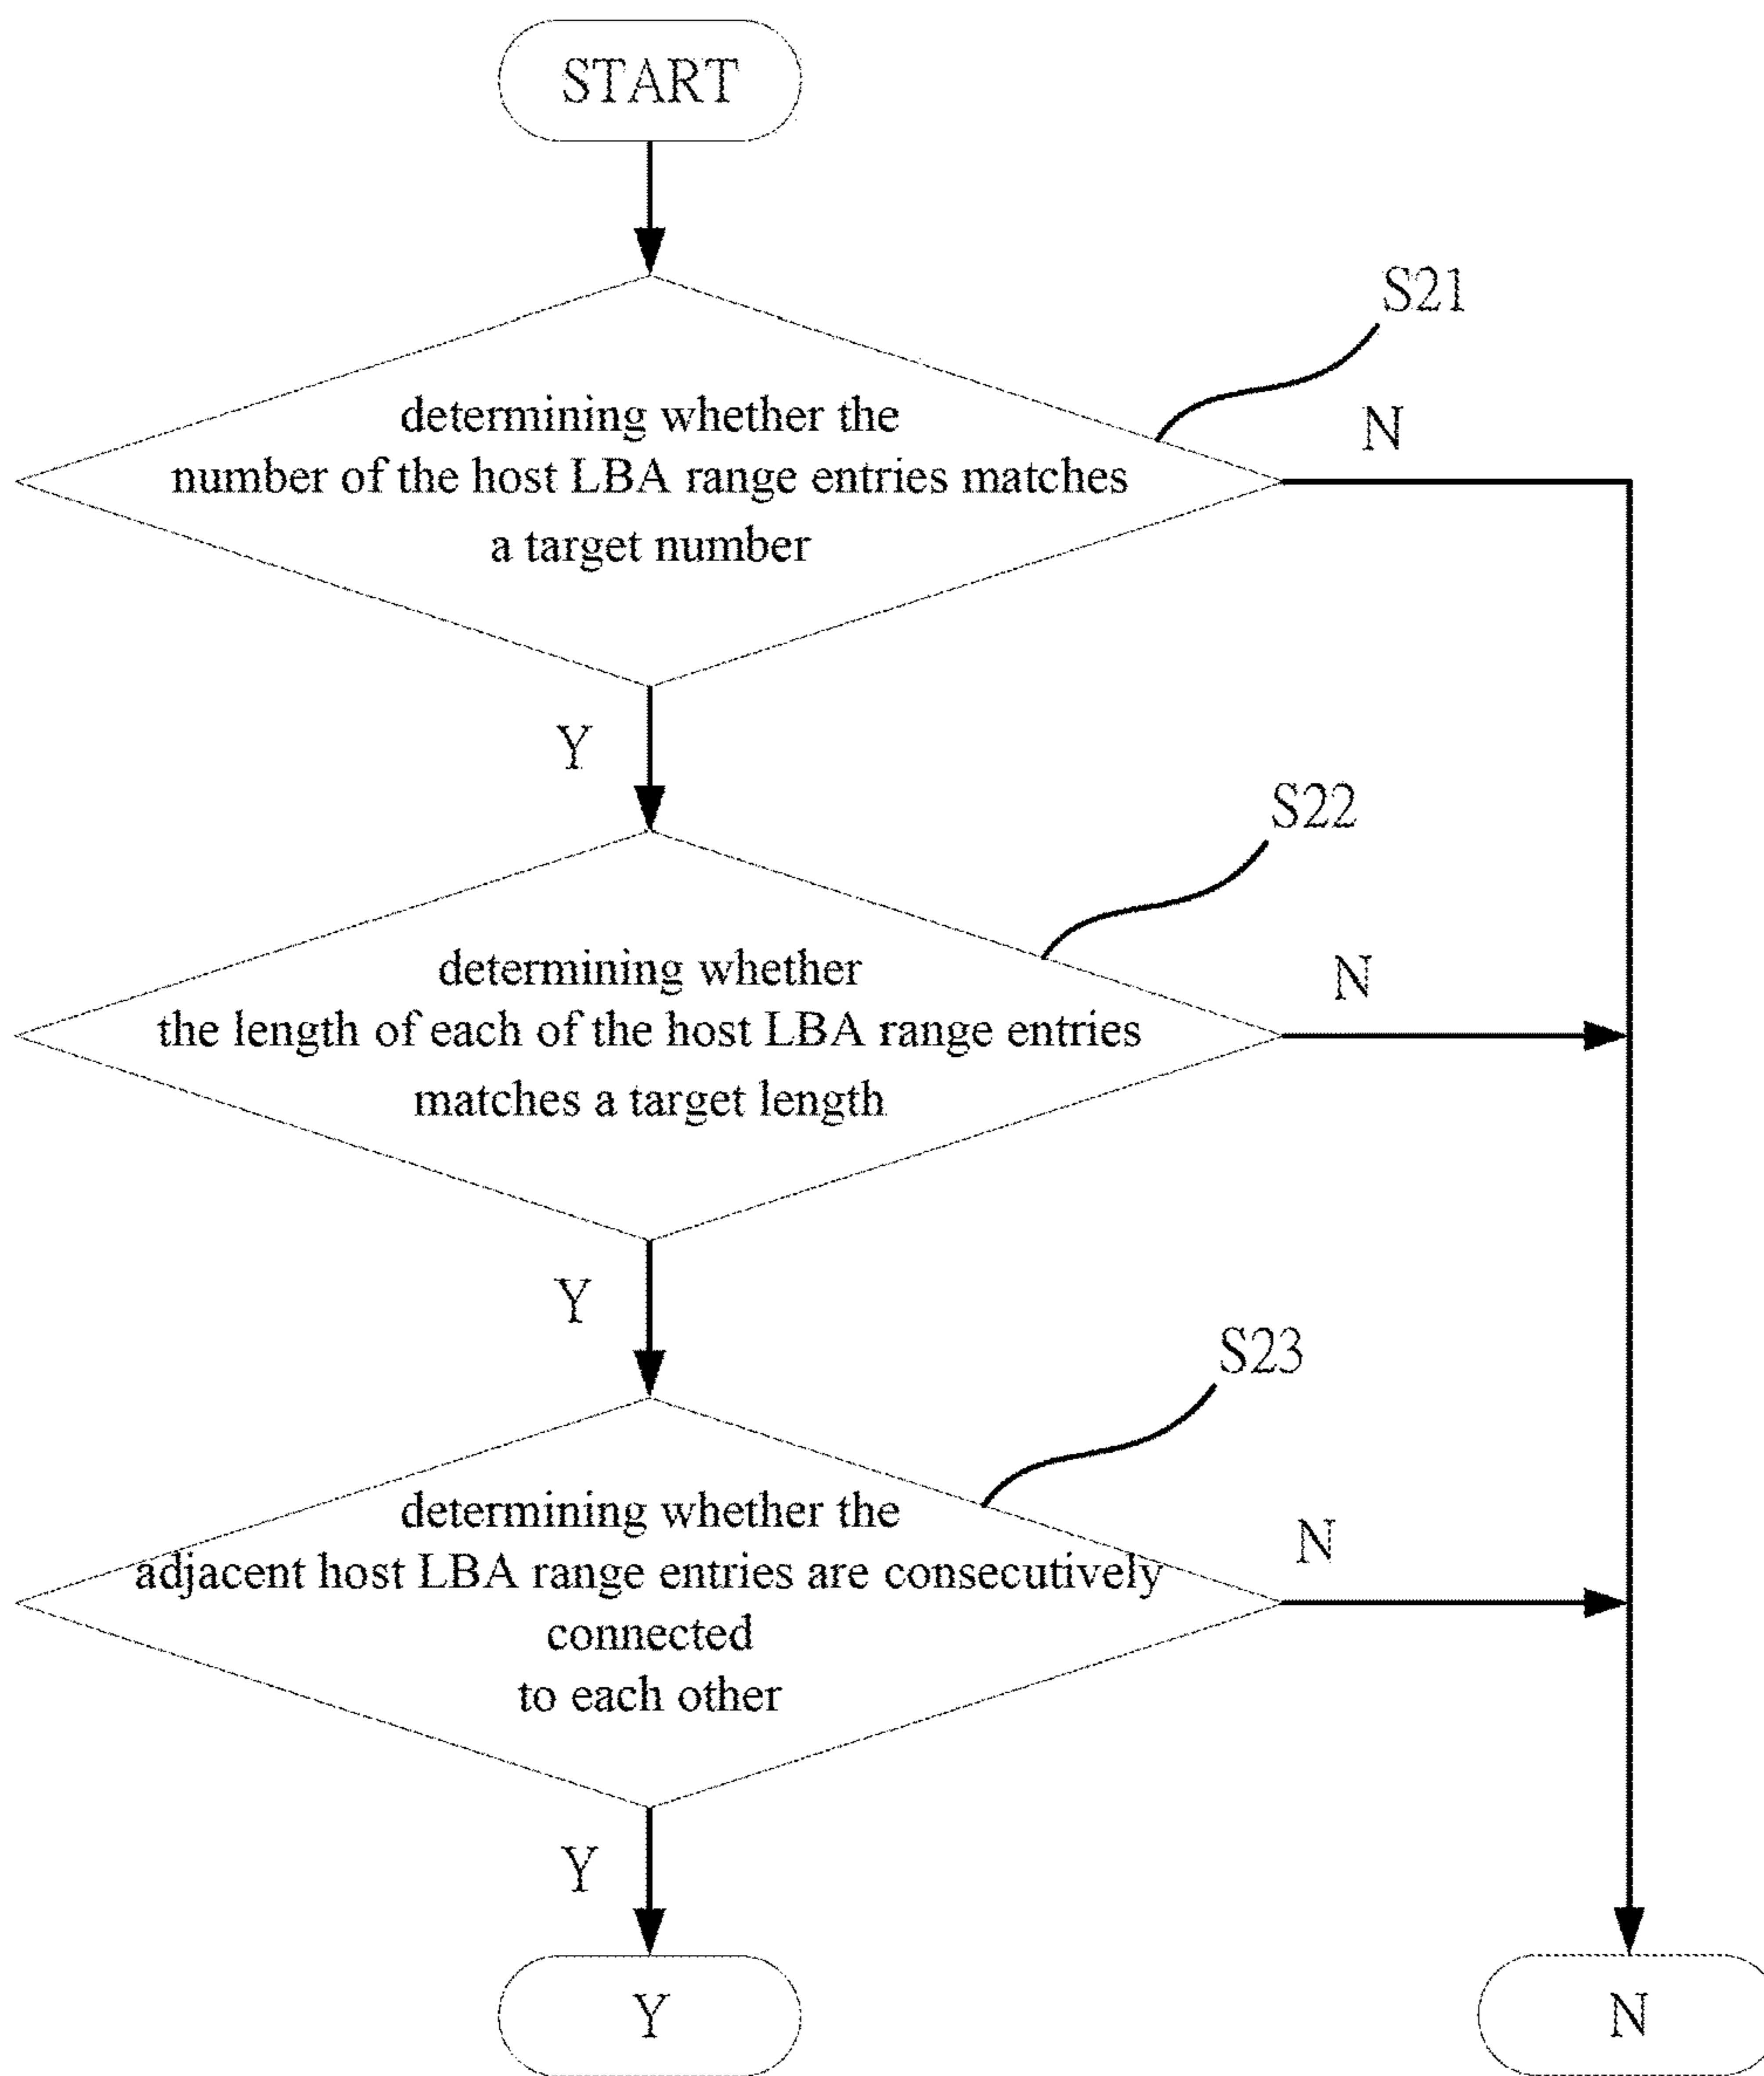 START
S21
determining whether the
number of the host LBA range entries matches
a target number
N
Y
S22
determining whether
the length of each of the host LBA range entries
matches a target length
N
Y
S23
determining whether the
adjacent host LBA range entries are consecutively
connected
to each other
N
Y
Y
N